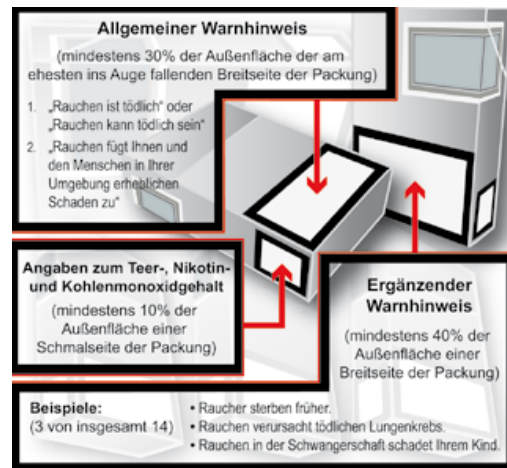 Allgemeiner Warnhinweis
(mindestens 30% der Außenfläche der am
ehesten ins Auge fallenden Breitseite der Packung)
1. „Rauchen ist tödlich“ oder
„Rauchen kann tödlich sein“
2. „Rauchen fügt Ihnen und
den Menschen in Ihrer
Umgebung erheblichen
Schaden zu“
Angaben zum Teer-, Nikotin-
und Kohlenmonoxidgehalt
(mindestens 10% der
Außenfläche einer
Schmalseite der Packung)
Ergänzender
Warnhinweis
(mindestens 40% der
Außenfläche einer
Breitseite der Packung)
Beispiele:
(3 von insgesamt 14)
• Raucher sterben früher.
• Rauchen verursacht tödlichen Lungenkrebs.
• Rauchen in der Schwangerschaft schadet Ihrem Kind.